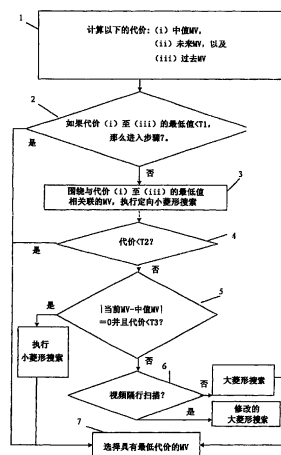 1
计算以下的代价:(i)中值MV,
(ii)未来MV,以及
(iii)过去MV
2
如果代价(i)至(iii)的最低值<T1,
那么进入步骤7。
是
否
3
围绕与代价(i)至(iii)的最低值
相关联的MV,执行定向小菱形搜索
代价<T2?
4
是
否
5
|当前MV-中值MV|
=0并且代价<T3?
是
否
执行
小菱形搜索
6
视频隔行扫描?
否
大菱形搜索
是
修改的
大菱形搜索
7
选择具有最低代价的MV